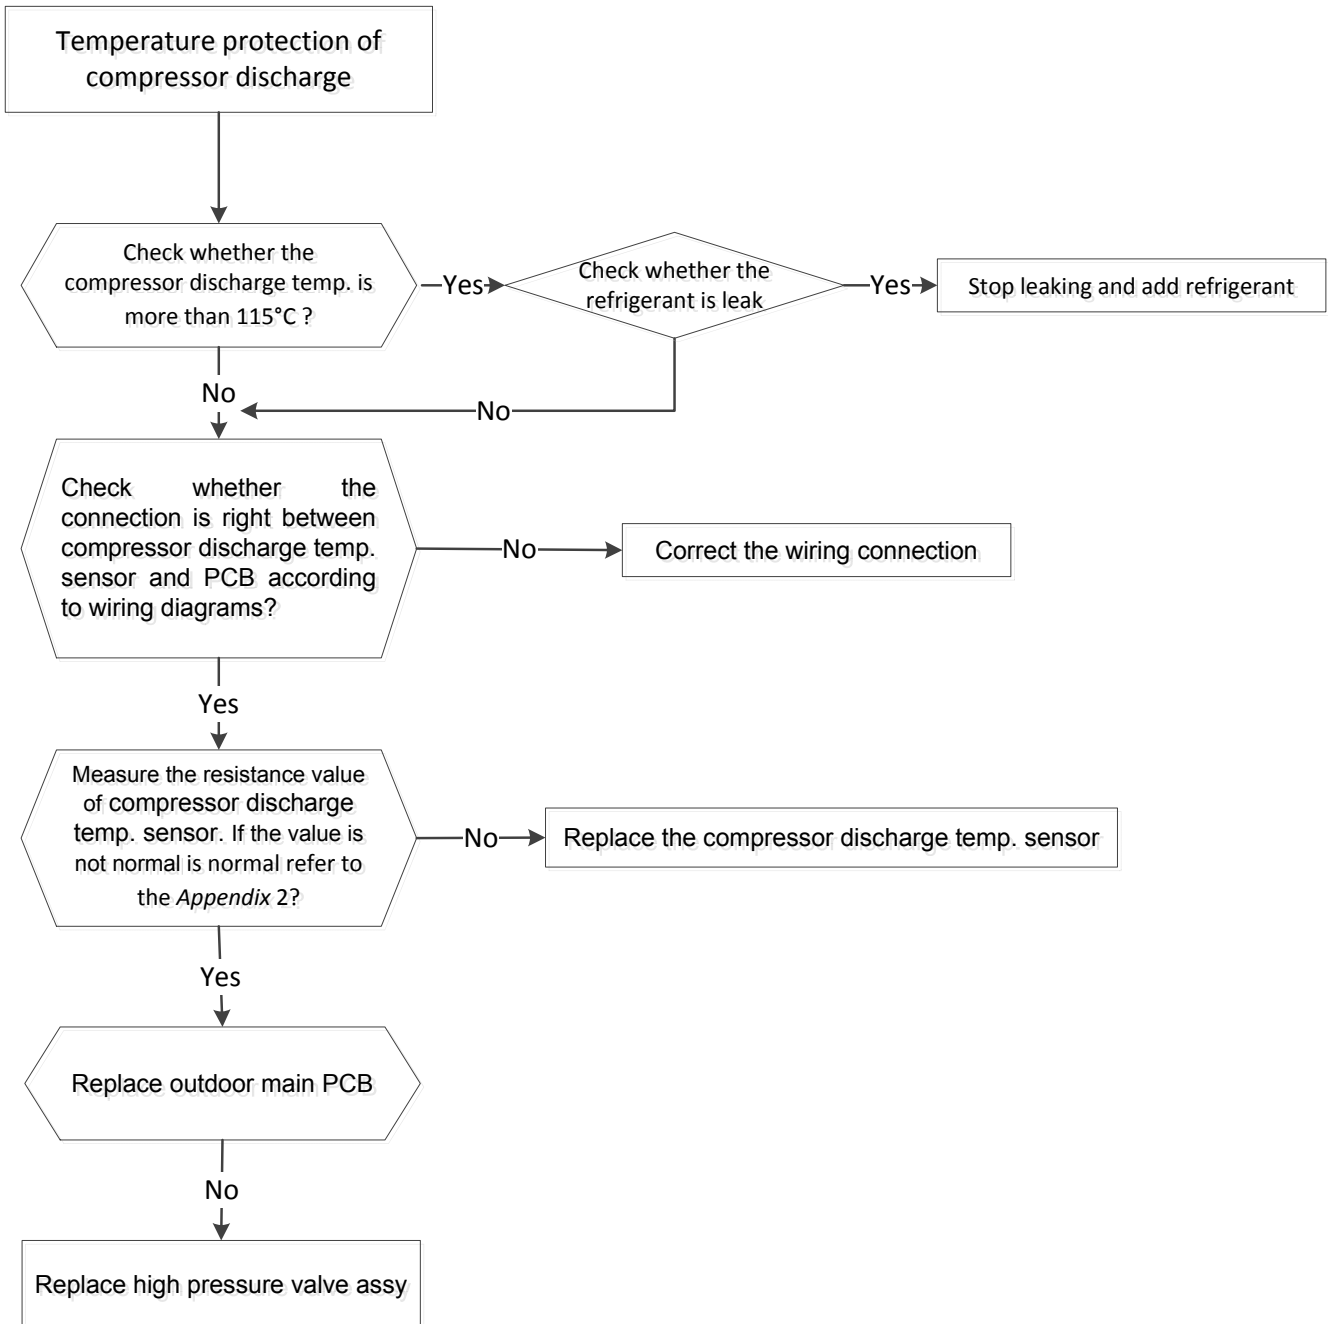 Temperature protection of
compressor discharge
Check whether the
compressor discharge temp. is
more than 115°C ?
Yes
Check whether the
refrigerant is leak
Yes
Stop leaking and add refrigerant
No
No
Check whether the
connection is right between
compressor discharge temp.
sensor and PCB according
to wiring diagrams?
No
Correct the wiring connection
Yes
Measure the resistance value
of compressor discharge
temp. sensor. If the value is
not normal is normal refer to
the Appendix 2?
No
Replace the compressor discharge temp. sensor
Yes
Replace outdoor main PCB
No
Replace high pressure valve assy